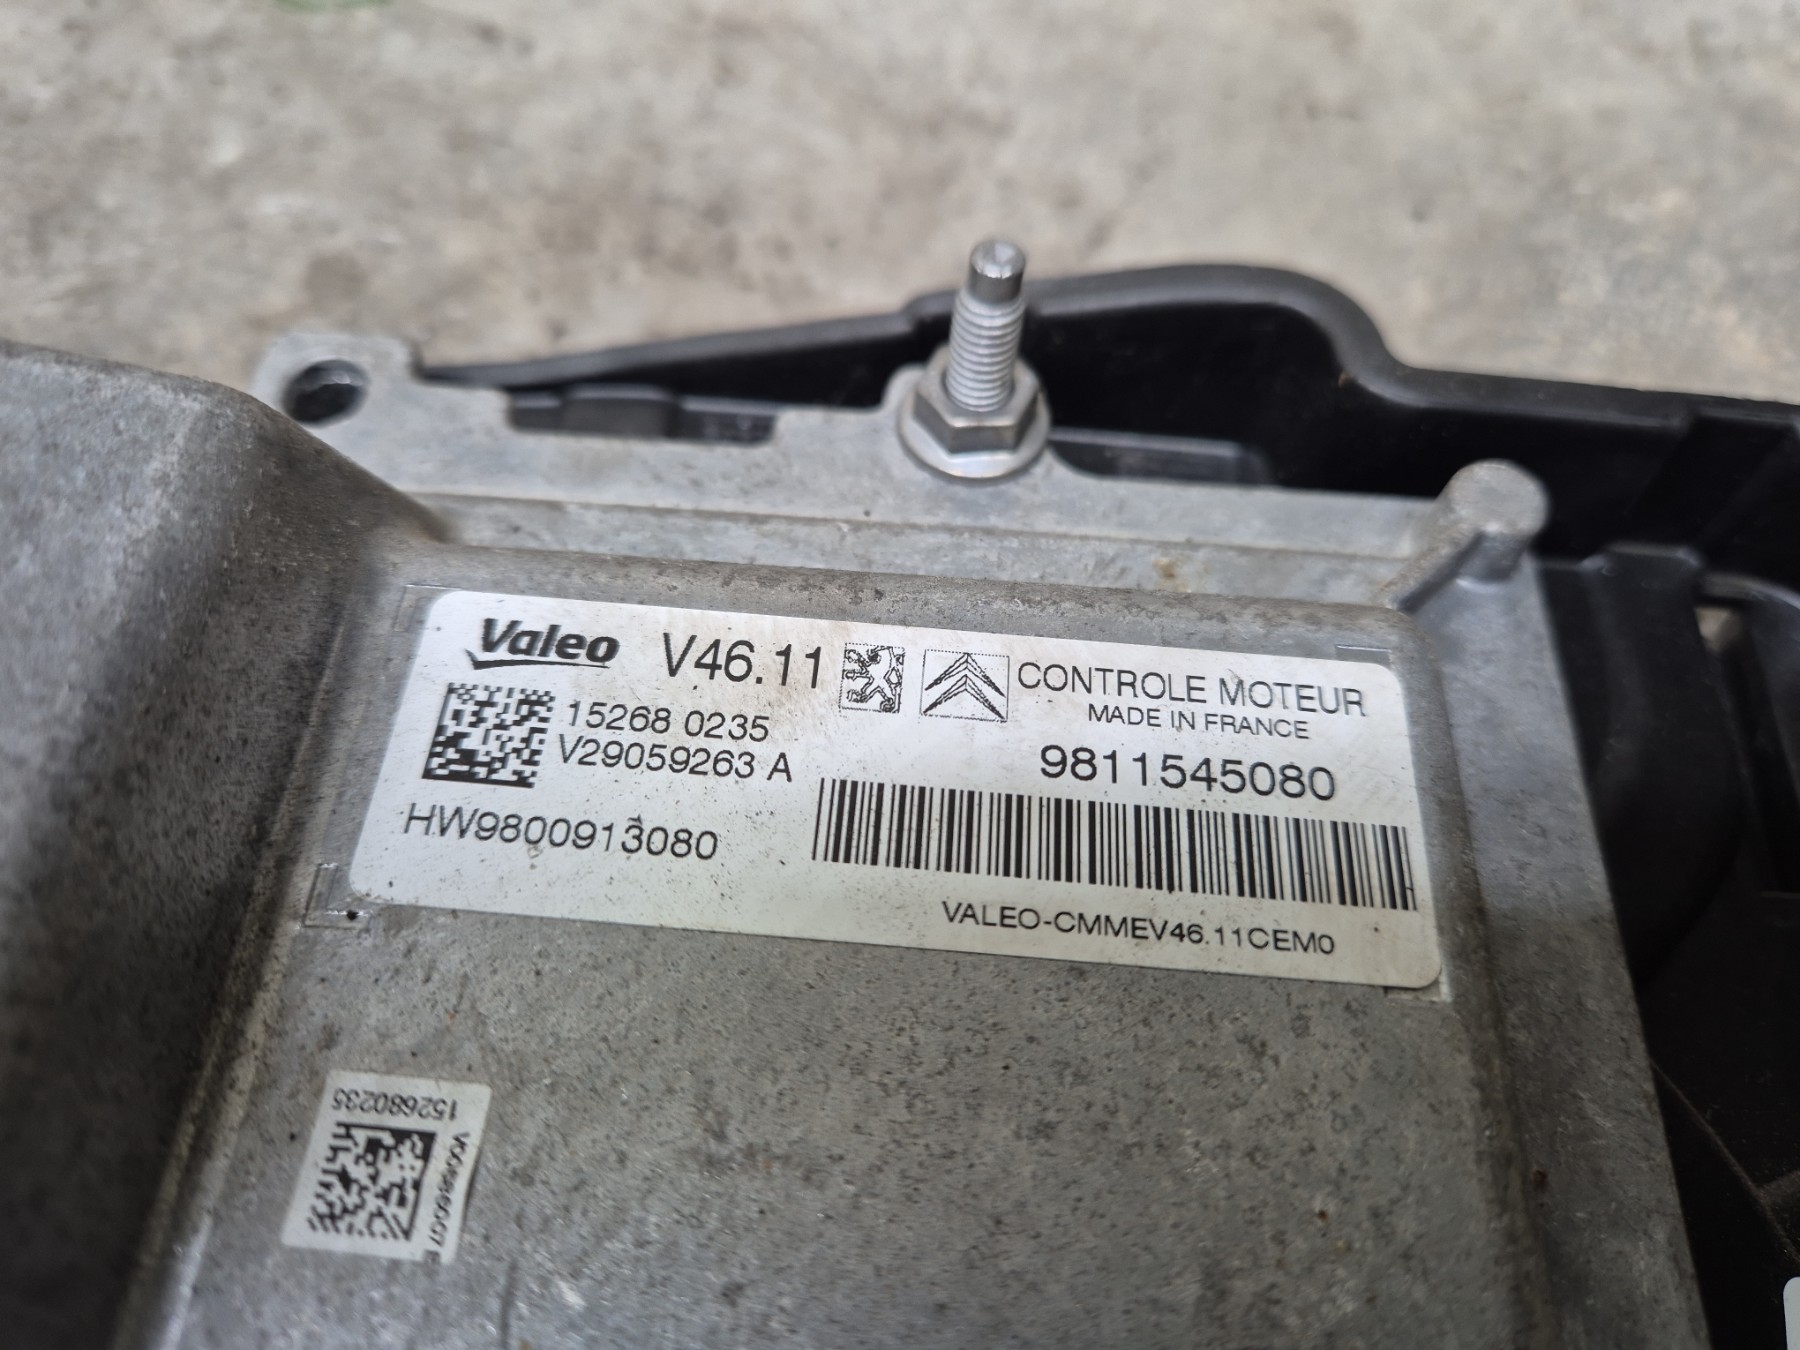 Valeo V46.11 CONTROLE MOTEUR
MADE IN FRANCE
15268 0235
V29059263 A
9811545080
HW9800913080
VALEO-CMMEV46.11CEM0
152680235